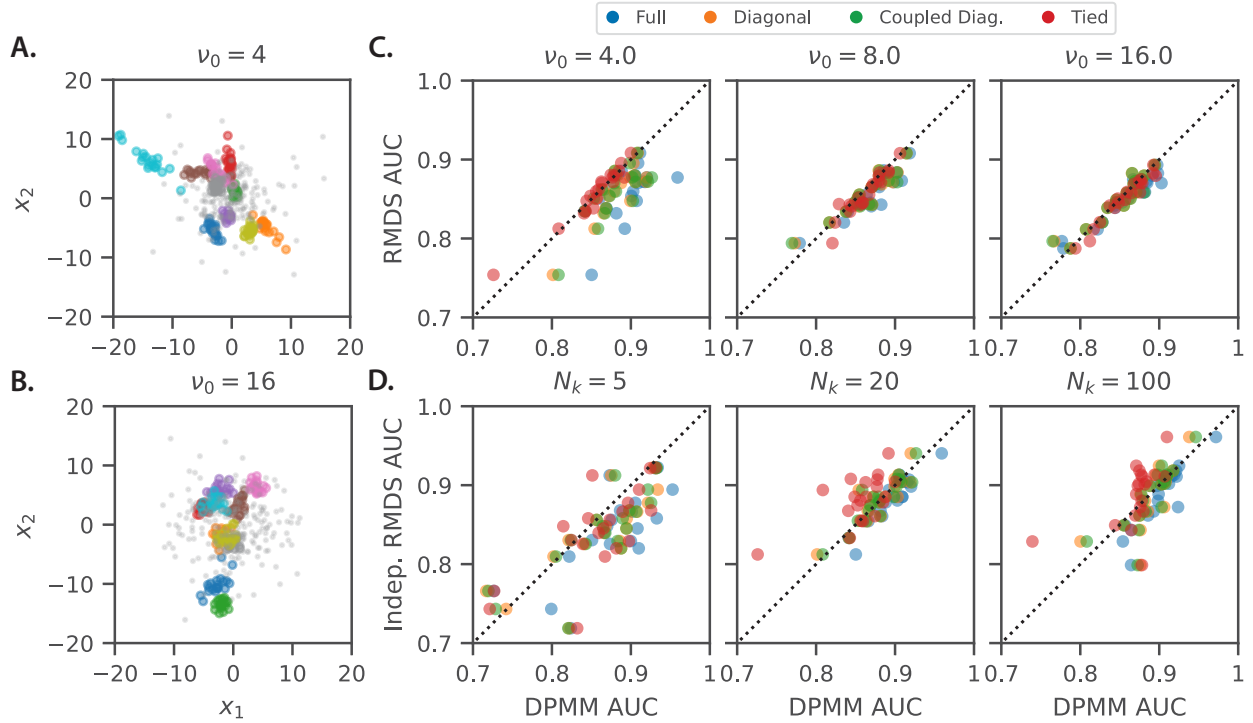 Full Diagonal Coupled Diag. Tied
A. ν₀ = 4
20
10
0
−10
−20
x₂
−20 −10 0 10 20
B. ν₀ = 16
20
10
0
−10
−20
x₂
−20 −10 0 10 20
x₁
C. ν₀ = 4.0 ν₀ = 8.0 ν₀ = 16.0
1.0
0.9
0.8
0.7
RMDS AUC
0.7 0.8 0.9 1 0.7 0.8 0.9 1 0.7 0.8 0.9 1
D. Nₖ = 5 Nₖ = 20 Nₖ = 100
1.0
0.9
0.8
0.7
Indep. RMDS AUC
0.7 0.8 0.9 1 0.7 0.8 0.9 1 0.7 0.8 0.9 1
DPMM AUC DPMM AUC DPMM AUC